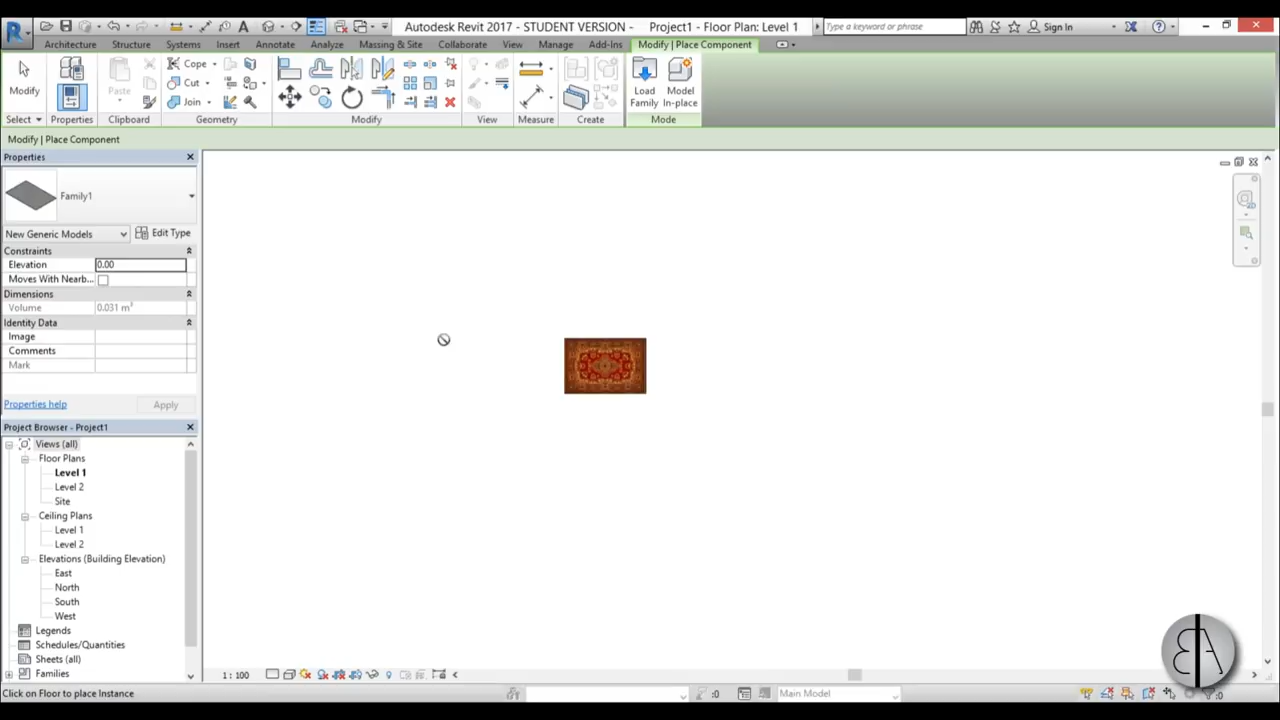 Autodesk Revit 2017 - STUDENT VERSION - Project1 - Floor Plan: Level 1
Type a keyword or phrase
Sign In
Architecture Structure Systems Insert Annotate Analyze Massing & Site Collaborate View Manage Add-Ins Modify | Place Component
Modify
Paste
Cope
Cut
Join
Load Family
Model In-place
Select Properties Clipboard Geometry Modify View Measure Create Mode
Modify | Place Component
Properties
Family1
New Generic Models
Edit Type
Constraints
Elevation 0.00
Moves With Nearb...
Dimensions
Volume 0.031 m³
Identity Data
Image
Comments
Mark
Properties help
Apply
Project Browser - Project1
Views (all)
Floor Plans
Level 1
Level 2
Site
Ceiling Plans
Level 1
Level 2
Elevations (Building Elevation)
East
North
South
West
Legends
Schedules/Quantities
Sheets (all)
Families
1 : 100
Click on Floor to place Instance
:0
Main Model
:0